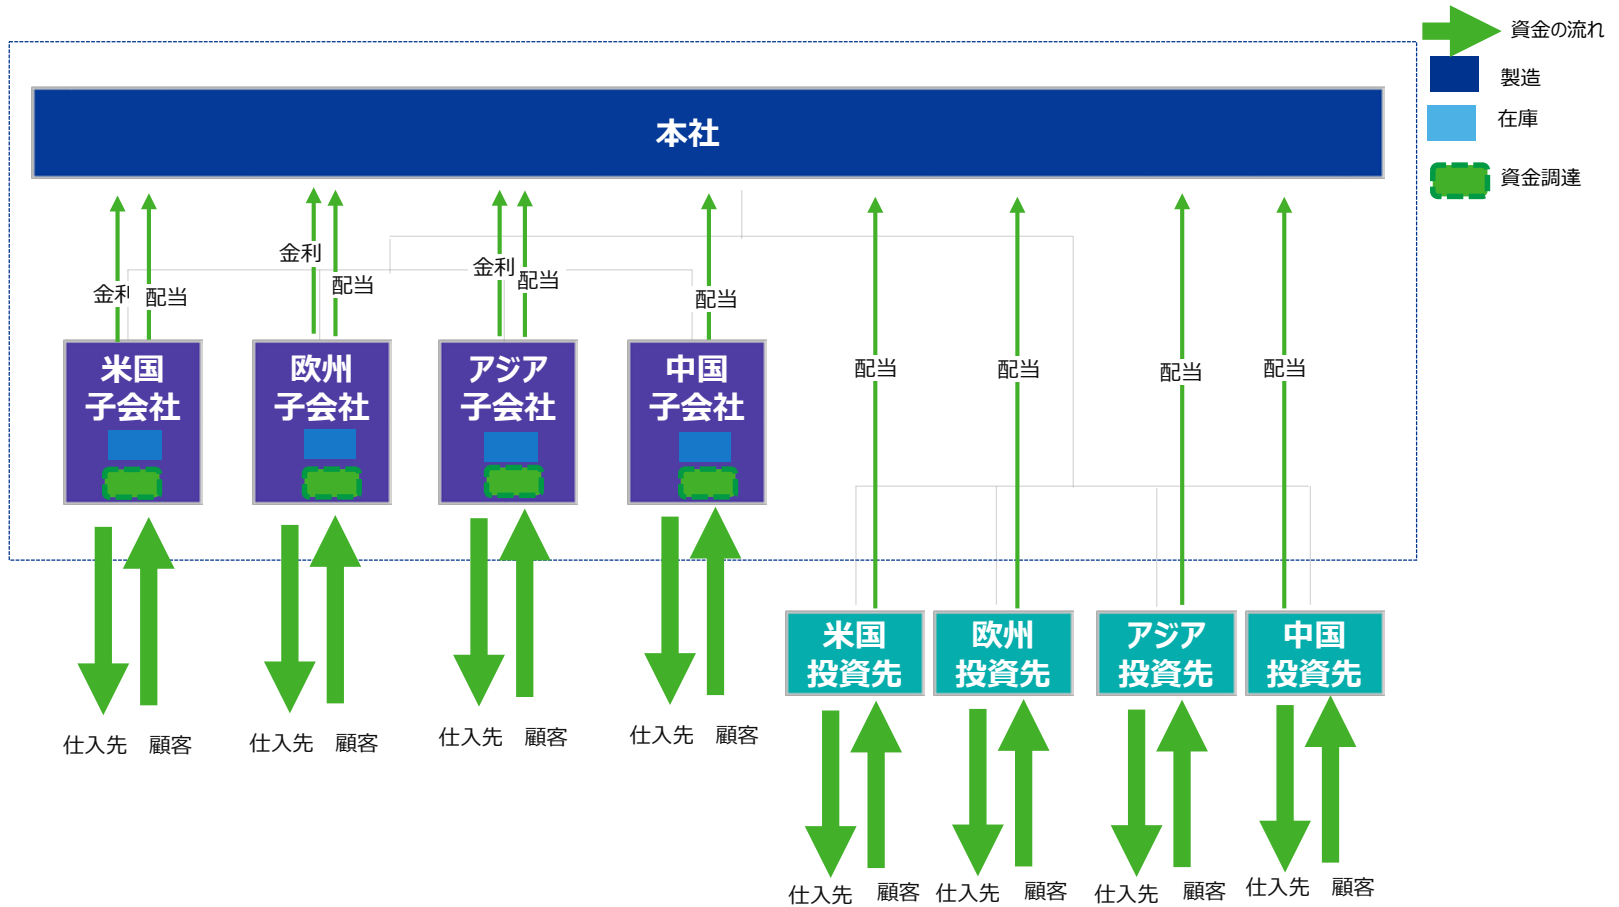 資金の流れ
製造
在庫
資金調達
本社
金利
配当
金利
配当
金利
配当
配当
配当
配当
配当
配当
米国
子会社
欧州
子会社
アジア
子会社
中国
子会社
米国
投資先
欧州
投資先
アジア
投資先
中国
投資先
仕入先 顧客
仕入先 顧客
仕入先 顧客
仕入先 顧客
仕入先 顧客
仕入先 顧客
仕入先 顧客
仕入先 顧客